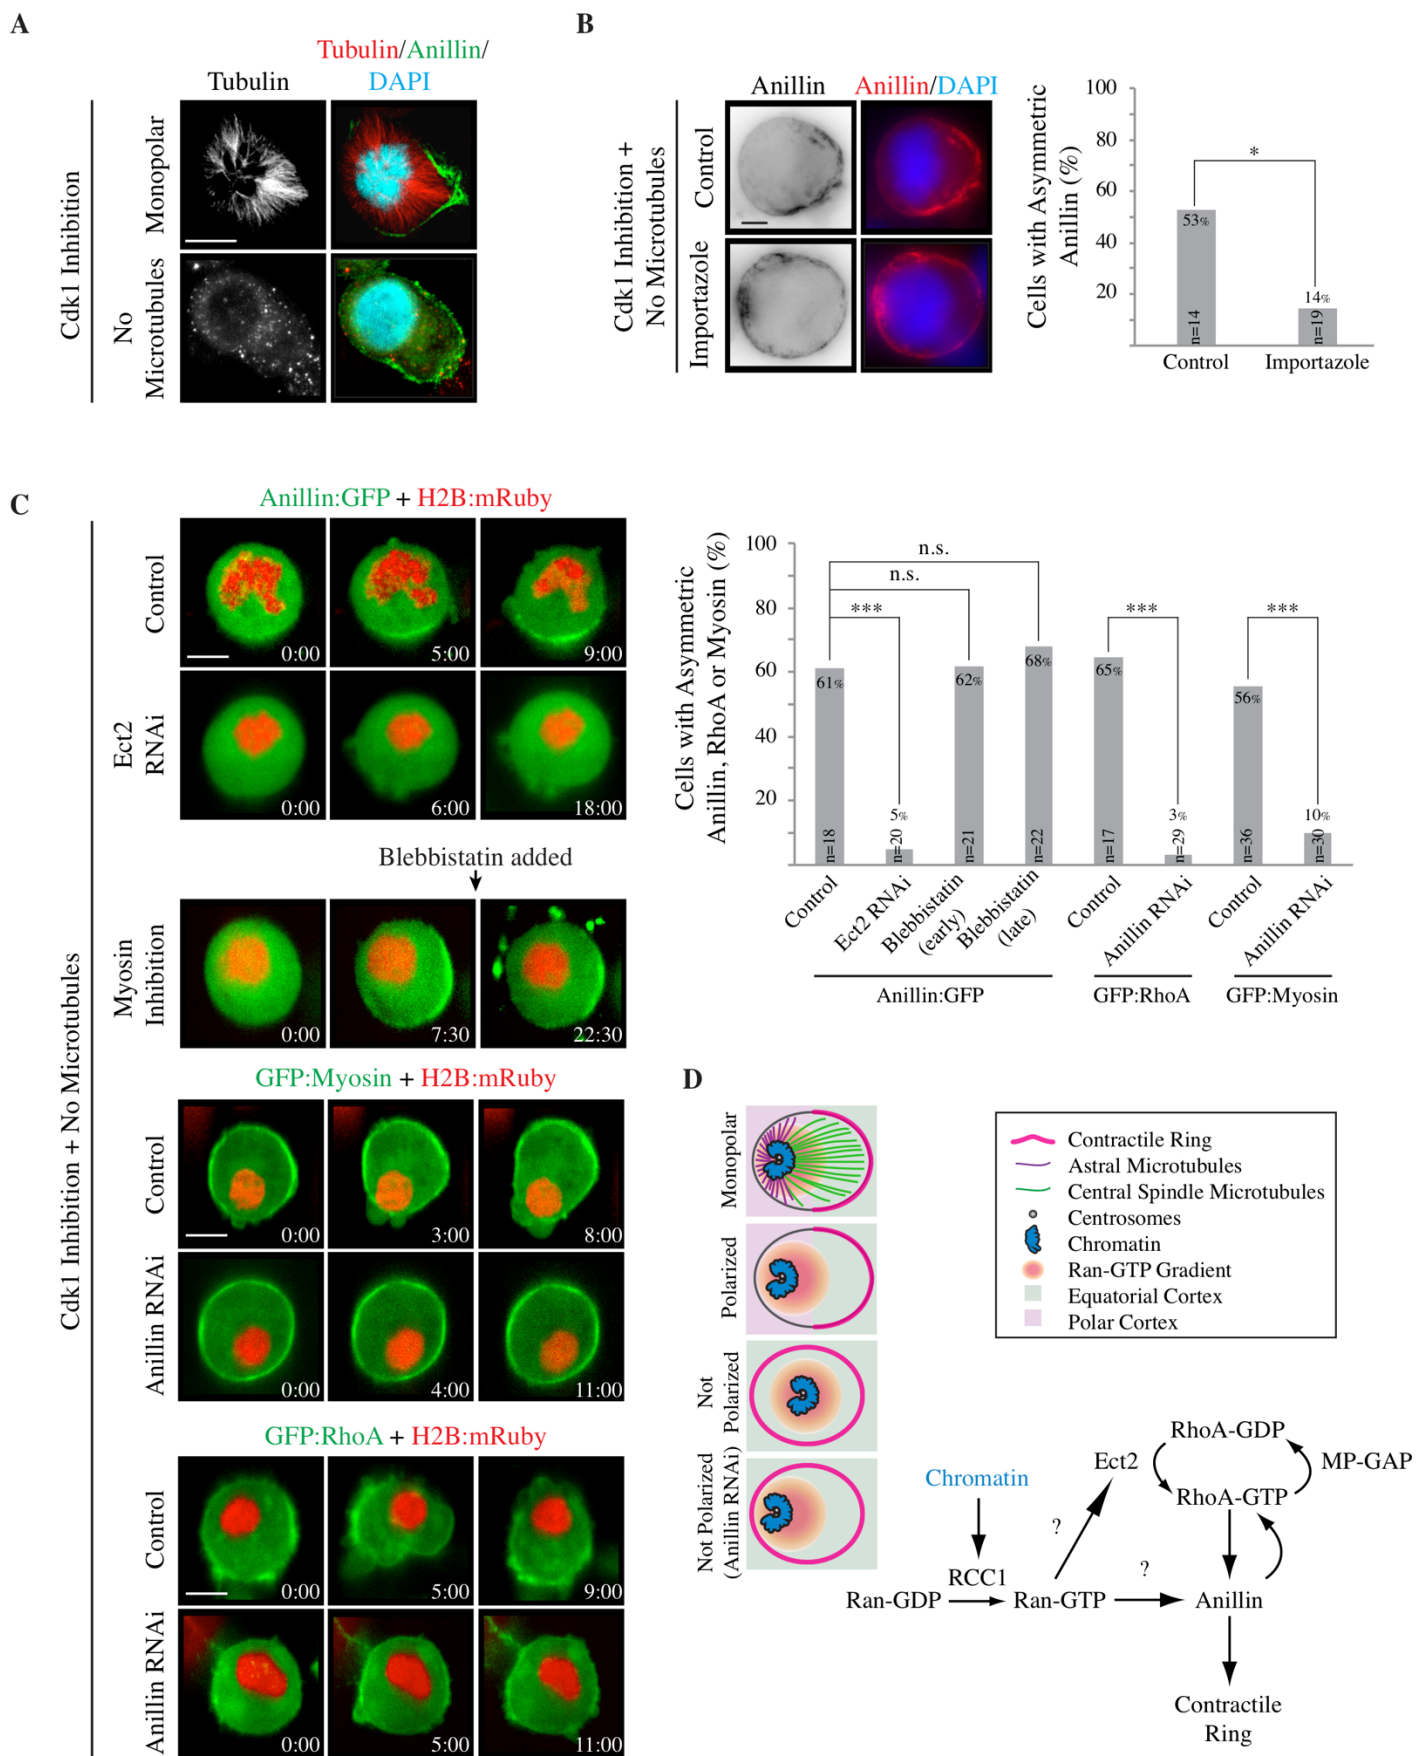 A
Tubulin
Tubulin/Anillin/
DAPI
Cdk1 Inhibition
Monopolar
No
Microtubules
B
Anillin
Anillin/DAPI
Cdk1 Inhibition +
No Microtubules
Control
Importazole
Cells with Asymmetric
Anillin (%)
100
80
60
40
20
*
53%
n=14
14%
n=19
Control
Importazole
C
Anillin:GFP + H2B:mRuby
Cdk1 Inhibition + No Microtubules
Control
0:00
5:00
9:00
Ect2
RNAi
0:00
6:00
18:00
Blebbistatin added
Myosin
Inhibition
0:00
7:30
22:30
GFP:Myosin + H2B:mRuby
Control
0:00
3:00
8:00
Anillin RNAi
0:00
4:00
11:00
GFP:RhoA + H2B:mRuby
Control
0:00
5:00
9:00
Anillin RNAi
0:00
5:00
11:00
Cells with Asymmetric
Anillin, RhoA or Myosin (%)
100
80
60
40
20
n.s.
n.s.
***
***
***
61%
n=18
5%
n=20
62%
n=21
68%
n=22
65%
n=17
3%
n=29
56%
n=36
10%
n=30
Control
Ect2 RNAi
Blebbistatin
(early)
Blebbistatin
(late)
Control
Anillin RNAi
Control
Anillin RNAi
Anillin:GFP
GFP:RhoA
GFP:Myosin
D
Monopolar
Polarized
Not
Polarized
Not Polarized
(Anillin RNAi)
Contractile Ring
Astral Microtubules
Central Spindle Microtubules
Centrosomes
Chromatin
Ran-GTP Gradient
Equatorial Cortex
Polar Cortex
RhoA-GDP
Ect2
MP-GAP
Chromatin
RhoA-GTP
?
?
RCC1
Ran-GDP
Ran-GTP
Anillin
Contractile
Ring